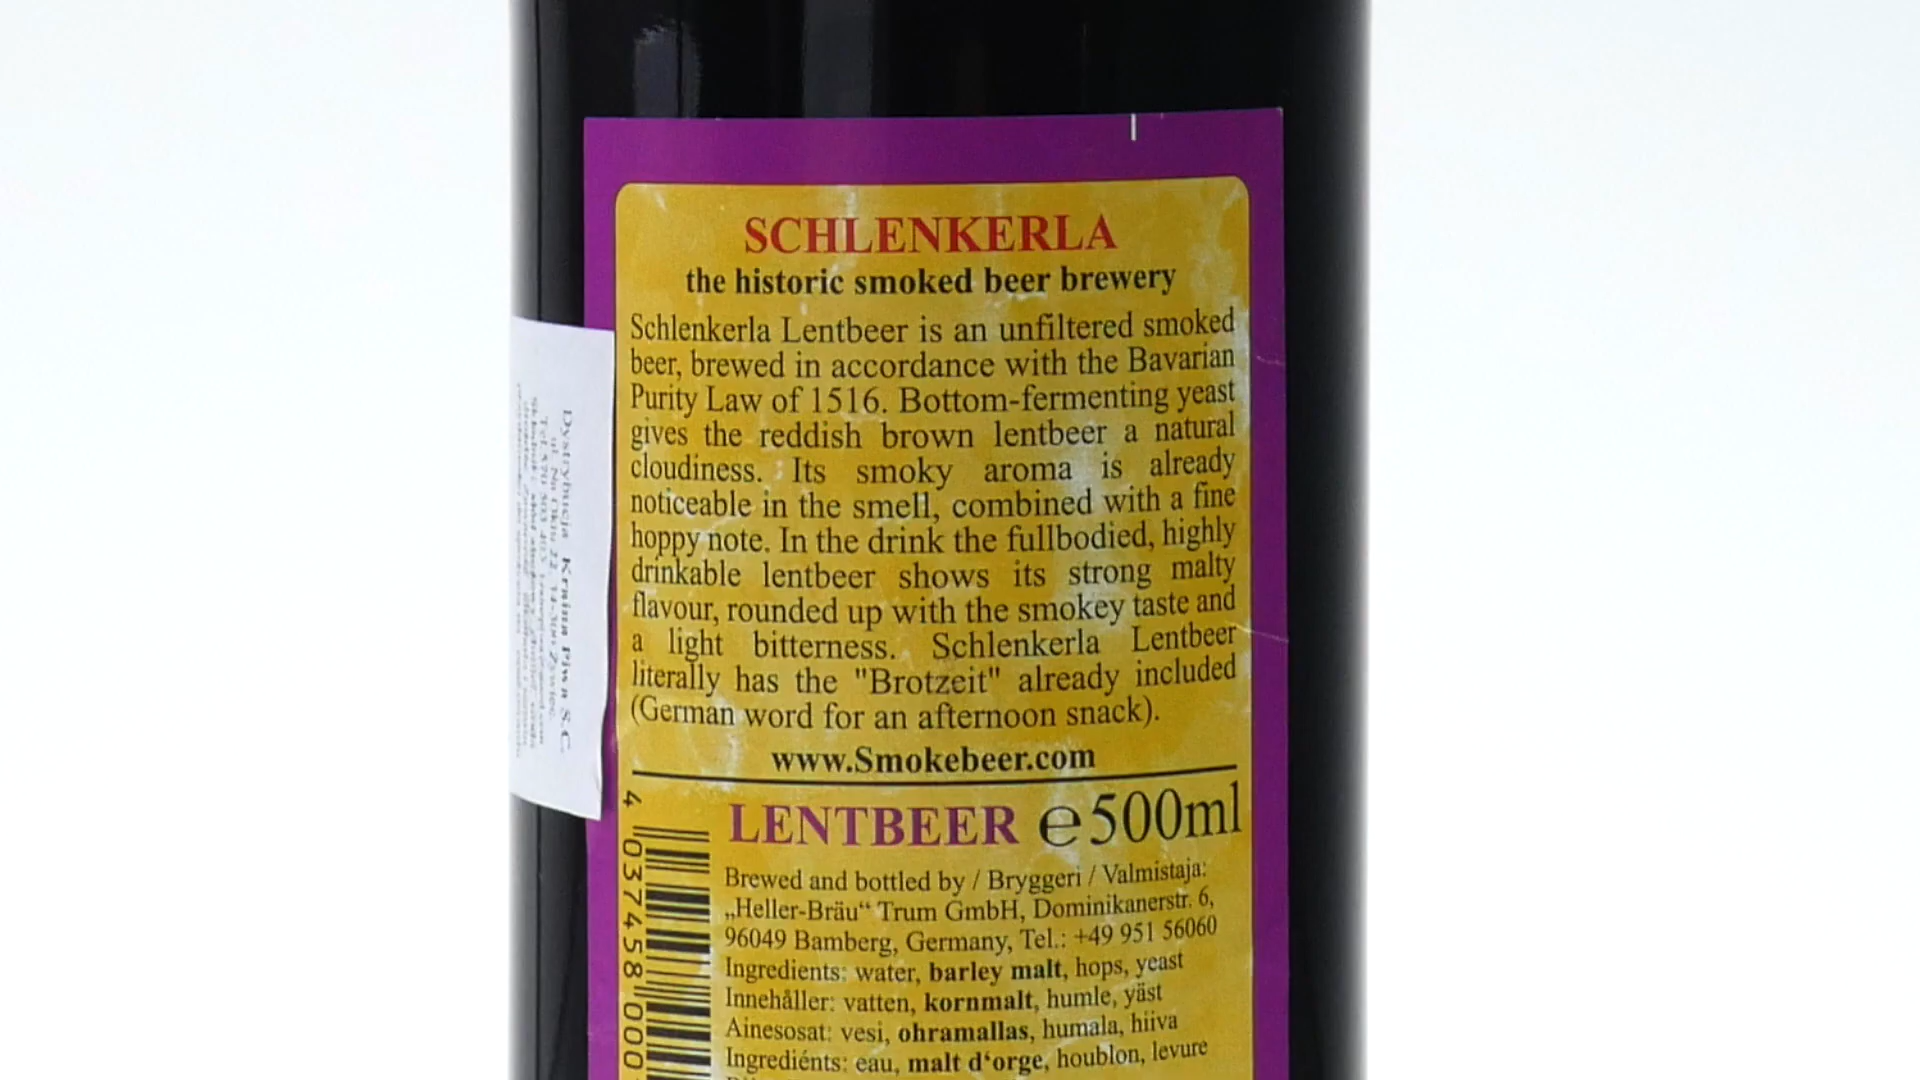 SCHLENKERLA
the historic smoked beer brewery
Schlenkerla Lentbeer is an unfiltered smoked
beer, brewed in accordance with the Bavarian
Purity Law of 1516. Bottom-fermenting yeast
gives the reddish brown lentbeer a natural
cloudiness. Its smoky aroma is already
noticeable in the smell, combined with a fine
hoppy note. In the drink the fullbodied, highly
drinkable lentbeer shows its strong malty
flavour, rounded up with the smokey taste and
a light bitterness. Schlenkerla Lentbeer
literally has the "Brotzeit" already included
(German word for an afternoon snack).
www.Smokebeer.com
LENTBEER ℮500ml
Brewed and bottled by / Bryggeri / Valmistaja:
„Heller-Bräu“ Trum GmbH, Dominikanerstr. 6,
96049 Bamberg, Germany, Tel.: +49 951 56060
Ingredients: water, barley malt, hops, yeast
Innehåller: vatten, kornmalt, humle, yäst
Ainesosat: vesi, ohramallas, humala, hiiva
Ingrediénts: eau, malt d‘orge, houblon, levure
4 037458 000
Dystrybucja Kraina Piwa S.C.